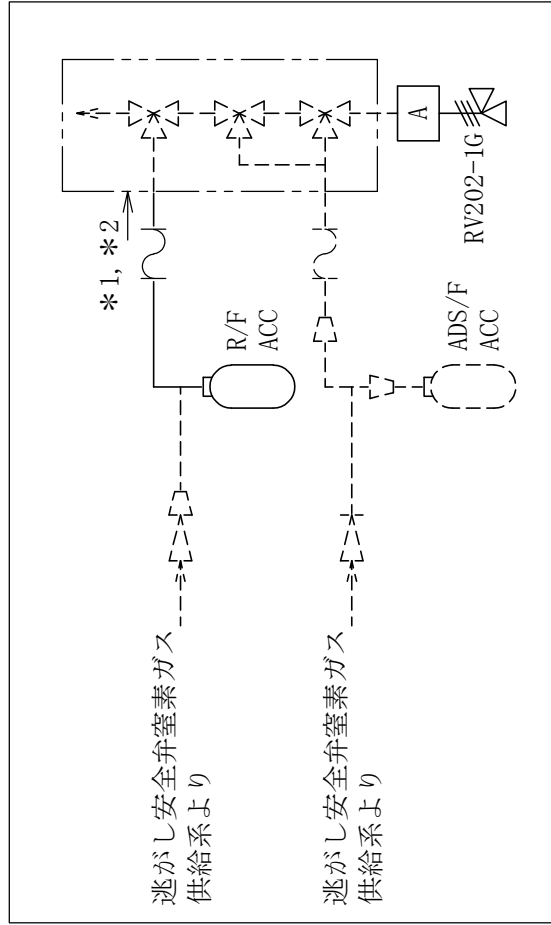 逃がし安全弁窒素ガス
供給系より
逃がし安全弁窒素ガス
供給系より
R/F
ACC
ADS/F
ACC
*1, *2
A
RV202-1G